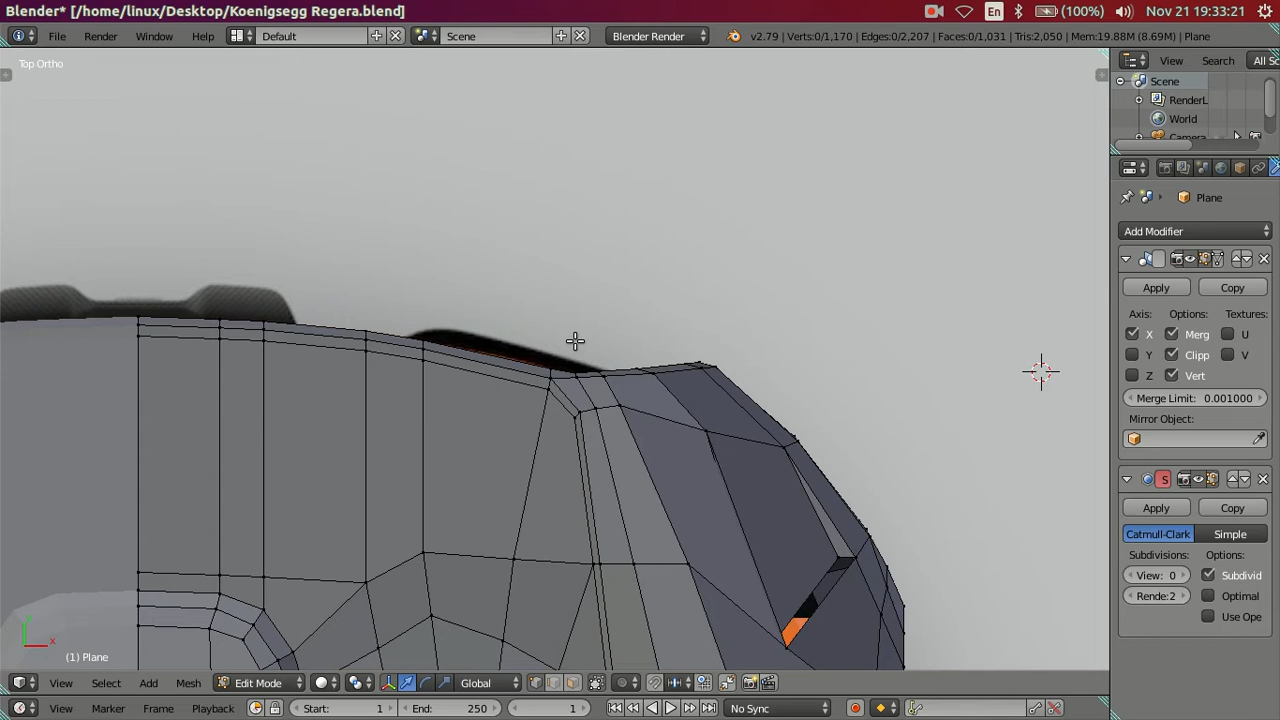 Blender* [/home/linux/Desktop/Koenigsegg Regera.blend]
En
(100%)
Nov 21 19:33:21
File
Render
Window
Help
Default
Scene
Blender Render
v2.79 | Verts:0/1,170 | Edges:0/2,207 | Faces:0/1,031 | Tris:2,050 | Mem:19.88M (8.69M) | Plane
Top Ortho
View
Search
All Sc
Scene
RenderL
World
Camera
Plane
Add Modifier
Apply
Copy
Axis:
Options:
Textures:
X
Merg
U
Y
Clipp
V
Z
Vert
Merge Limit: 0.001000
Mirror Object:
S
Apply
Copy
Catmull-Clark
Simple
Subdivisions:
Options:
View: 0
Subdivid
Rende:2
Optimal
Use Ope
y
x
(1) Plane
View
Select
Add
Mesh
Edit Mode
Global
View
Marker
Frame
Playback
Start:
1
End:
250
1
No Sync